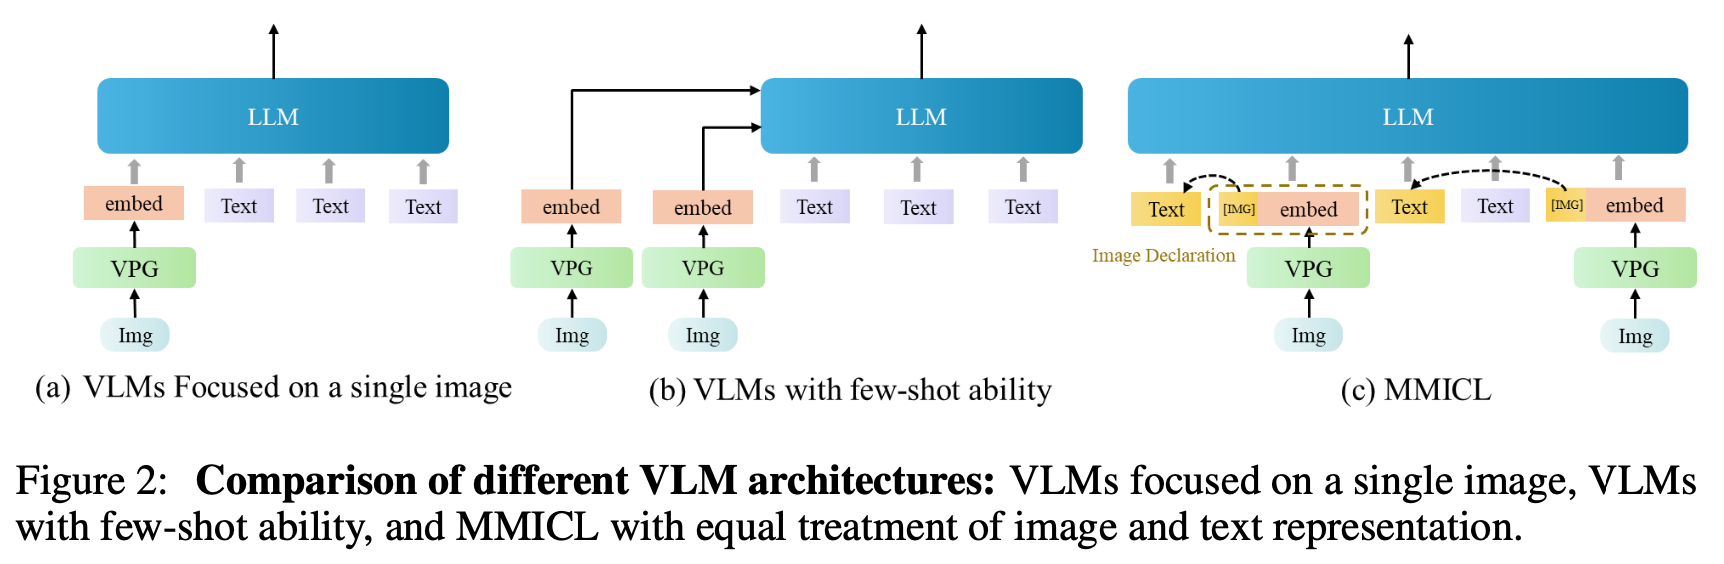 LLM
embed
Text
Text
Text
VPG
Img
(a) VLMs Focused on a single image
LLM
embed
embed
Text
Text
Text
VPG
VPG
Img
Img
(b) VLMs with few-shot ability
LLM
Text
[IMG]
embed
Text
Text
[IMG]
embed
Image Declaration
VPG
VPG
Img
Img
(c) MMICL
Figure 2: Comparison of different VLM architectures: VLMs focused on a single image, VLMs
with few-shot ability, and MMICL with equal treatment of image and text representation.